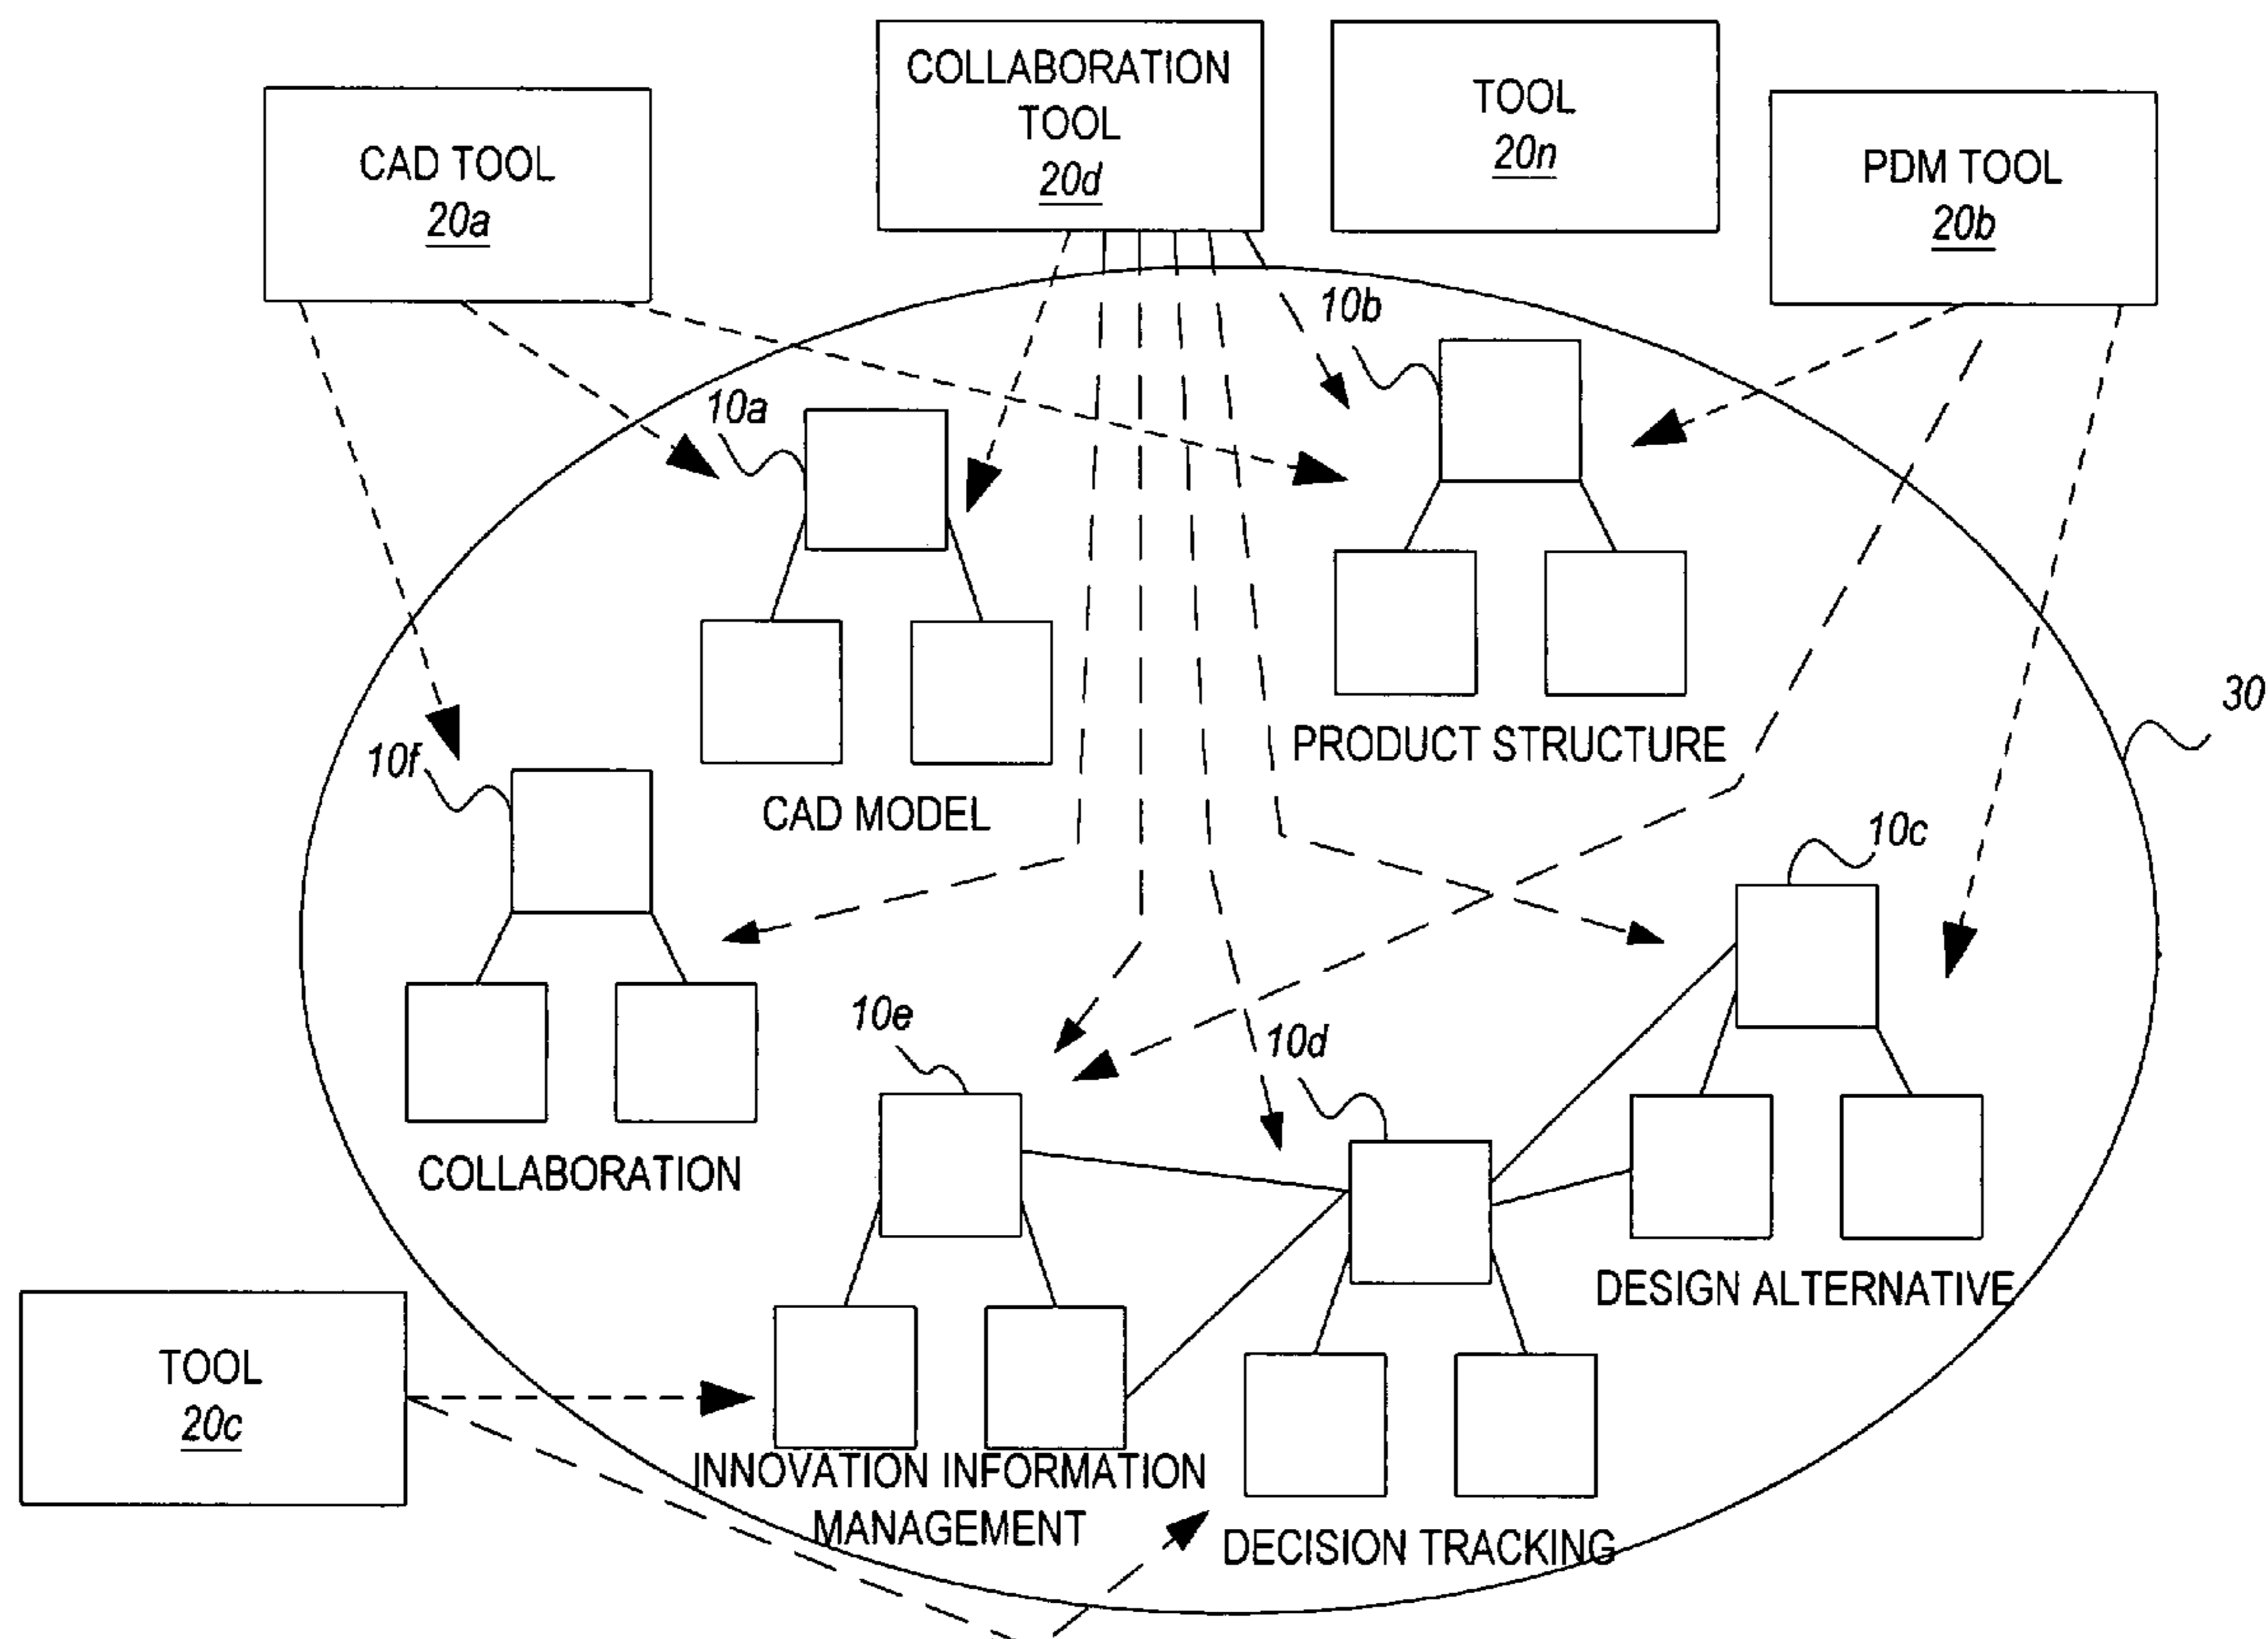 COLLABORATION
TOOL
20d
TOOL
20n
CAD TOOL
20a
PDM TOOL
20b
10b
10a
30
PRODUCT STRUCTURE
10f
CAD MODEL
10c
10e
10d
COLLABORATION
DESIGN ALTERNATIVE
TOOL
20c
INNOVATION INFORMATION
MANAGEMENT
DECISION TRACKING